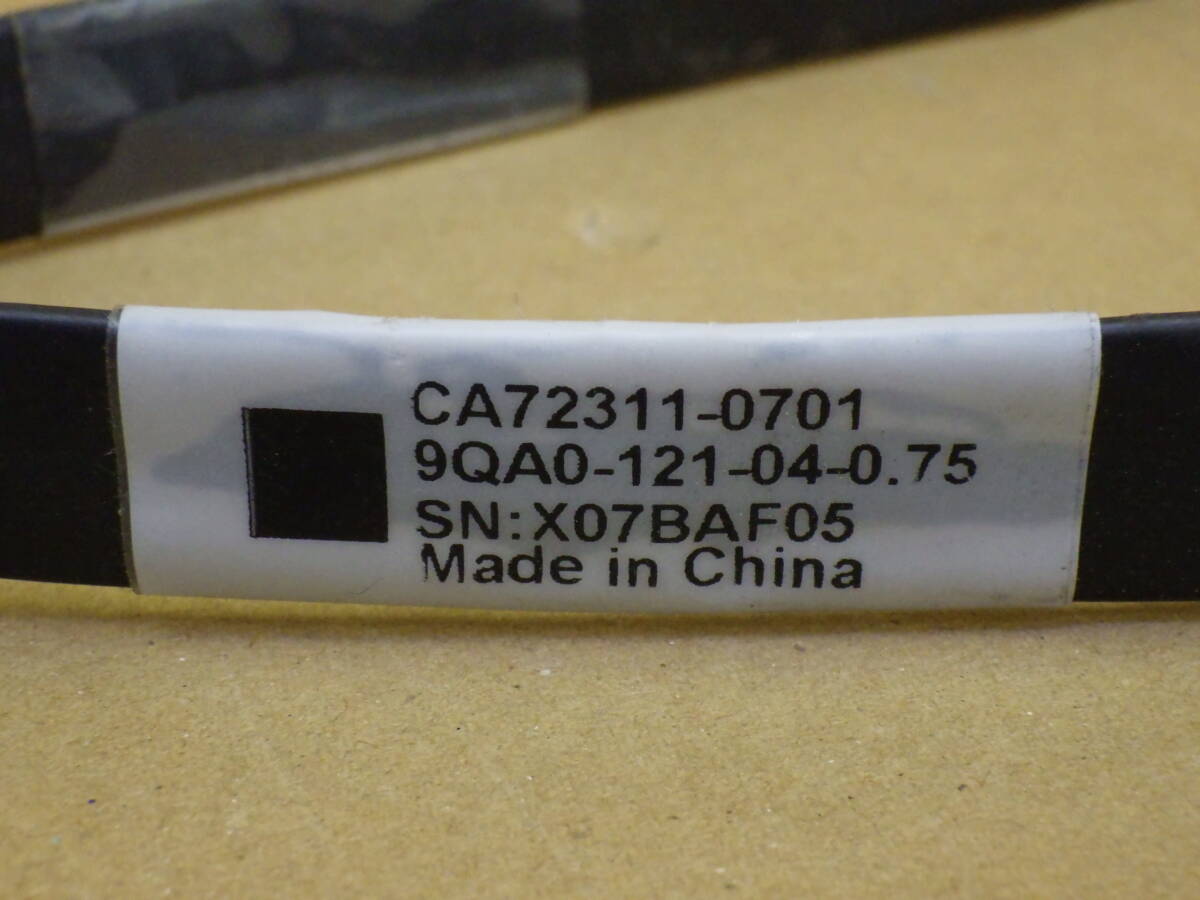 CA72311-0701
9QA0-121-04-0.75
SN:X07BAF05
Made in China